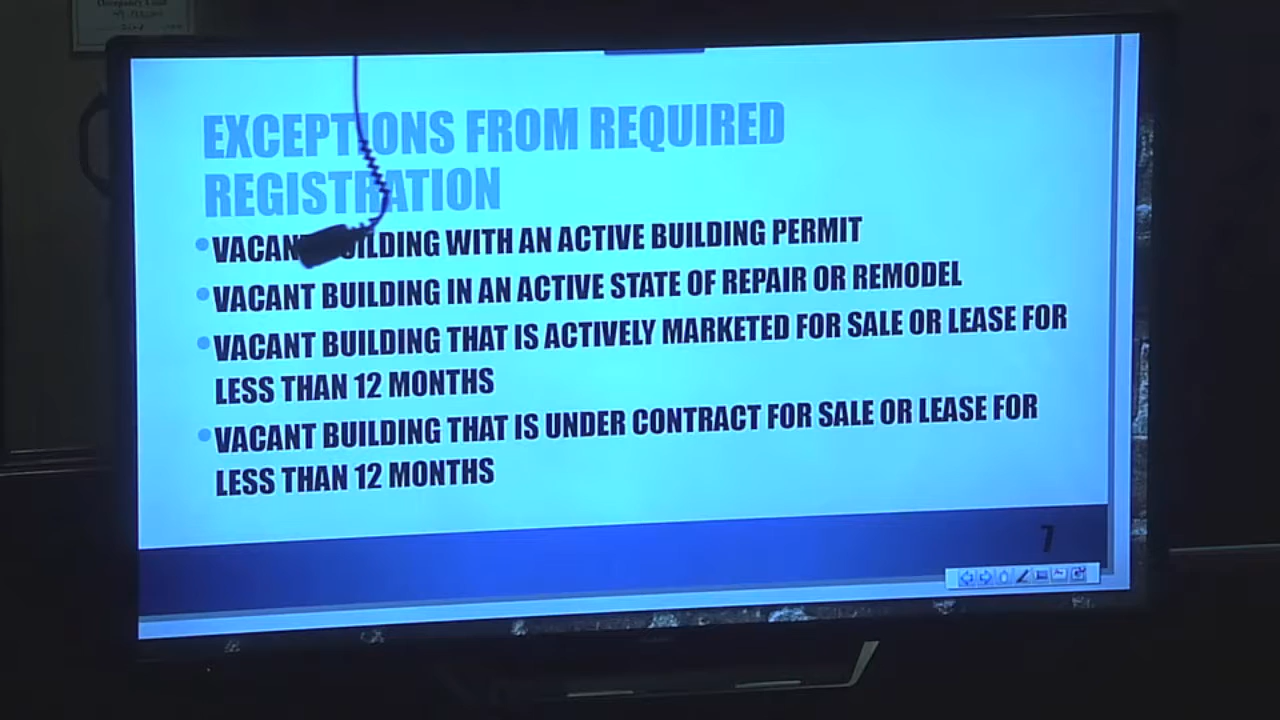 Occupancy Load
EXCEPTIONS FROM REQUIRED
REGISTRATION
VACANT BUILDING WITH AN ACTIVE BUILDING PERMIT
VACANT BUILDING IN AN ACTIVE STATE OF REPAIR OR REMODEL
VACANT BUILDING THAT IS ACTIVELY MARKETED FOR SALE OR LEASE FOR
LESS THAN 12 MONTHS
VACANT BUILDING THAT IS UNDER CONTRACT FOR SALE OR LEASE FOR
LESS THAN 12 MONTHS
7